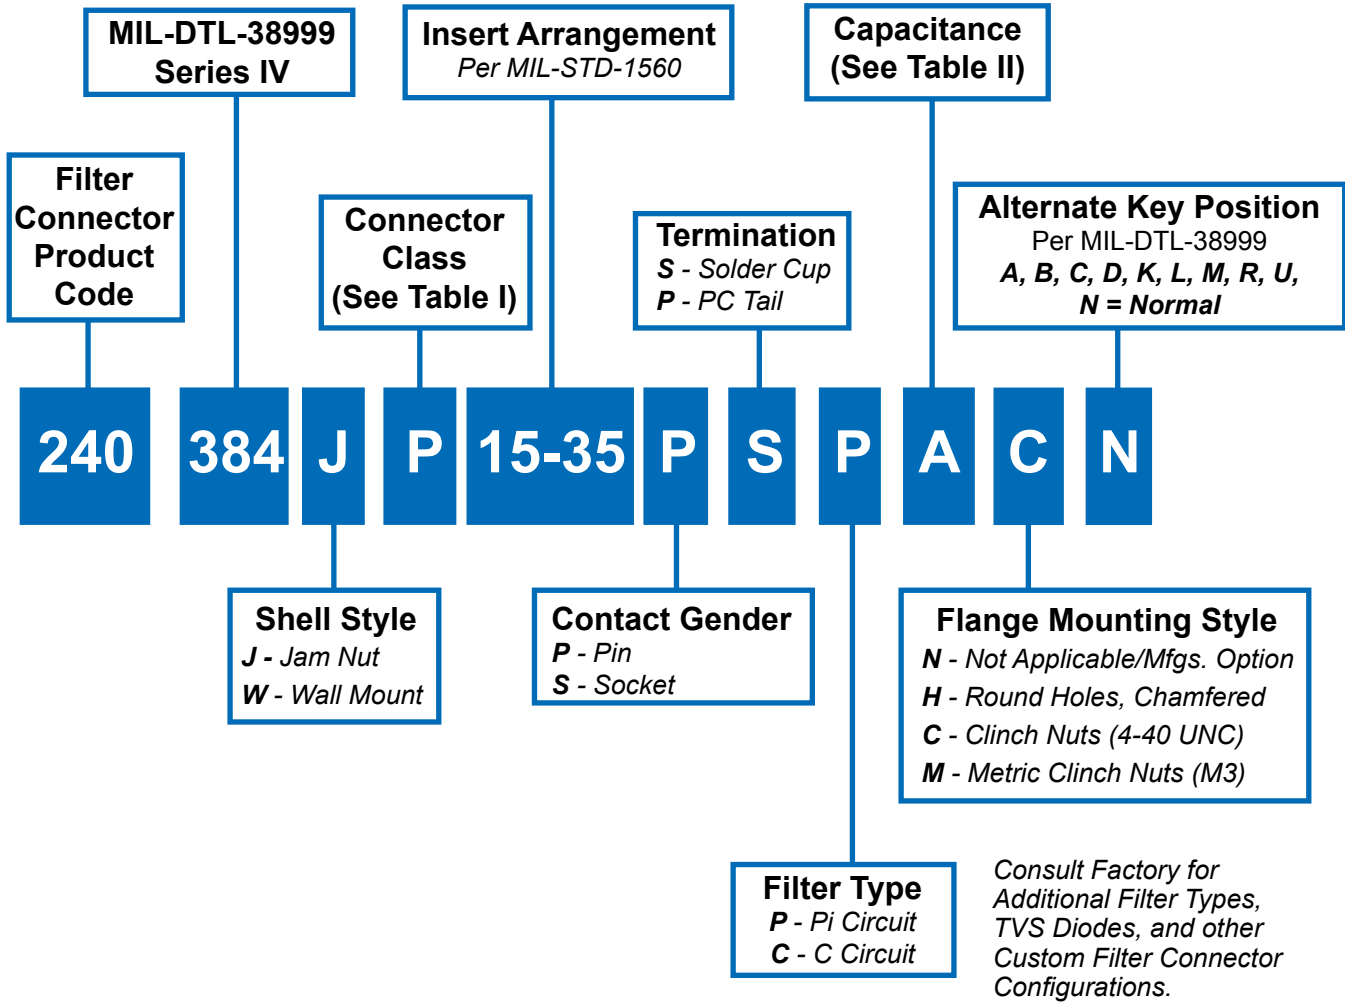 MIL-DTL-38999
Series IV
Insert Arrangement
Per MIL-STD-1560
Capacitance
(See Table II)
Filter
Connector
Product
Code
Connector
Class
(See Table I)
Termination
S - Solder Cup
P - PC Tail
Alternate Key Position
Per MIL-DTL-38999
A, B, C, D, K, L, M, R, U,
N = Normal
240 384 J P 15-35 P S P A C N
Shell Style
J - Jam Nut
W - Wall Mount
Contact Gender
P - Pin
S - Socket
Flange Mounting Style
N - Not Applicable/Mfgs. Option
H - Round Holes, Chamfered
C - Clinch Nuts (4-40 UNC)
M - Metric Clinch Nuts (M3)
Filter Type
P - Pi Circuit
C - C Circuit
Consult Factory for
Additional Filter Types,
TVS Diodes, and other
Custom Filter Connector
Configurations.